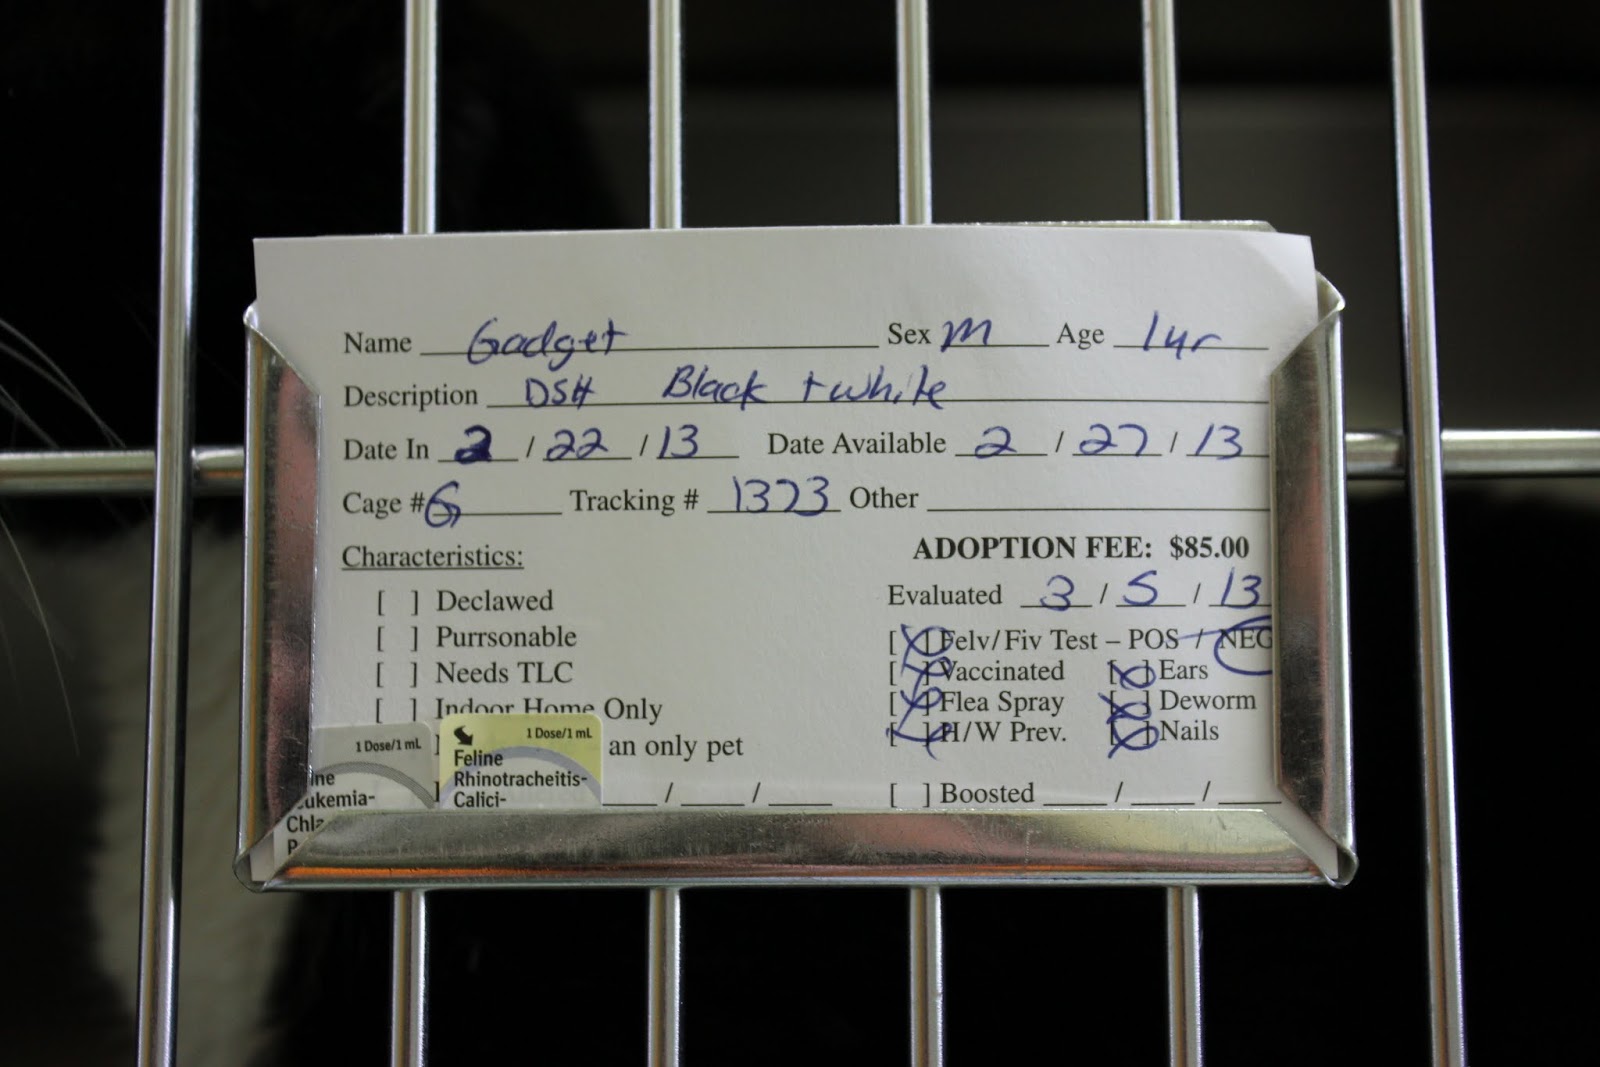 Name Gadget Sex M Age 1yr
Description DSH Black + white
Date In 2 / 22 / 13 Date Available 2 / 27 / 13
Cage # G Tracking # 1323 Other
Characteristics:
ADOPTION FEE: $85.00
Evaluated 3 / 5 / 13
[ ] Declawed
[ ] Purrsonable
[ ] Needs TLC
[ ] Indoor Home Only
an only pet
[X] Felv/Fiv Test – POS / NEG
[X] Vaccinated [X] Ears
[X] Flea Spray [X] Deworm
[X] H/W Prev. [X] Nails
[ ] Boosted / /
/ /
1 Dose/1 mL
1 Dose/1 mL
Feline
Rhinotracheitis-
Calici-